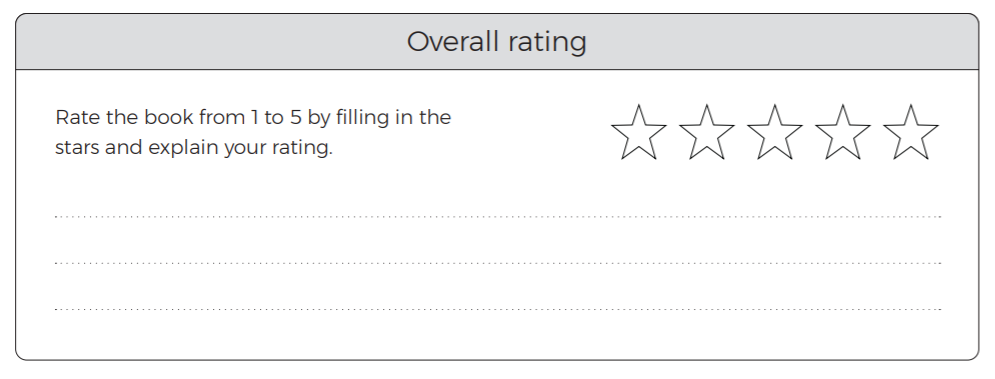 Overall rating
Rate the book from 1 to 5 by filling in the
stars and explain your rating.